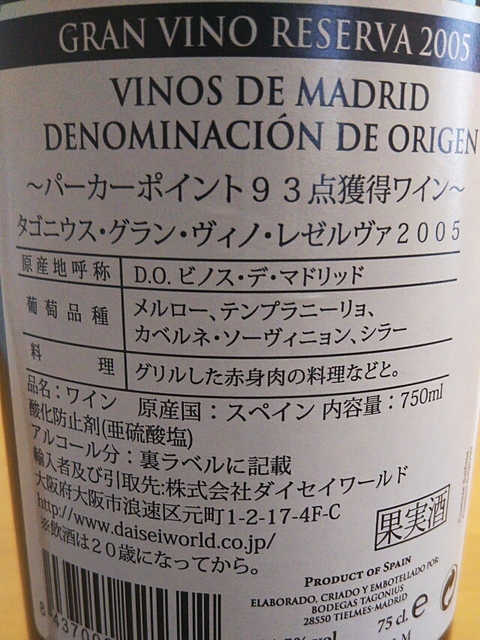 GRAN VINO RESERVA 2005
VINOS DE MADRID
DENOMINACIÓN DE ORIGEN
～パーカーポイント９３点獲得ワイン～
タゴニウス・グラン・ヴィノ・レゼルヴァ２００５
原産地呼称 D.O. ビノス・デ・マドリッド
葡萄品種 メルロー、テンプラニーリョ、
カベルネ・ソーヴィニョン、シラー
料理 グリルした赤身肉の料理などと。
品名：ワイン 原産国：スペイン 内容量：750ml
酸化防止剤(亜硫酸塩)
アルコール分：裏ラベルに記載
輸入者及び引取先:株式会社ダイセイワールド
大阪府大阪市浪速区元町1-2-17-4F-C
http://www.daiseiworld.co.jp/
※飲酒は２０歳になってから。
果実酒
PRODUCT OF SPAIN
ELABORADO, CRIADO Y EMBOTELLADO POR
BODEGAS TAGONIUS
28550 TIELMES-MADRID
75 cl. e